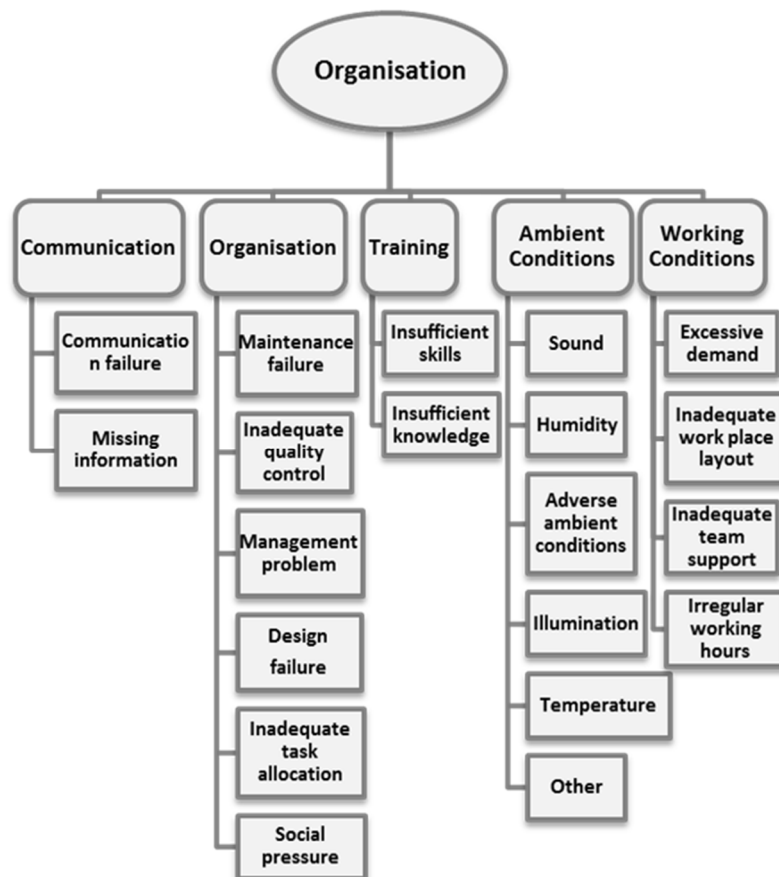 Organisation
Communication
Organisation
Training
Ambient
Conditions
Working
Conditions
Communicatio
n failure
Missing
information
Maintenance
failure
Inadequate
quality
control
Management
problem
Design
failure
Inadequate
task
allocation
Social
pressure
Insufficient
skills
Insufficient
knowledge
Sound
Humidity
Adverse
ambient
conditions
Illumination
Temperature
Other
Excessive
demand
Inadequate
work place
layout
Inadequate
team
support
Irregular
working
hours